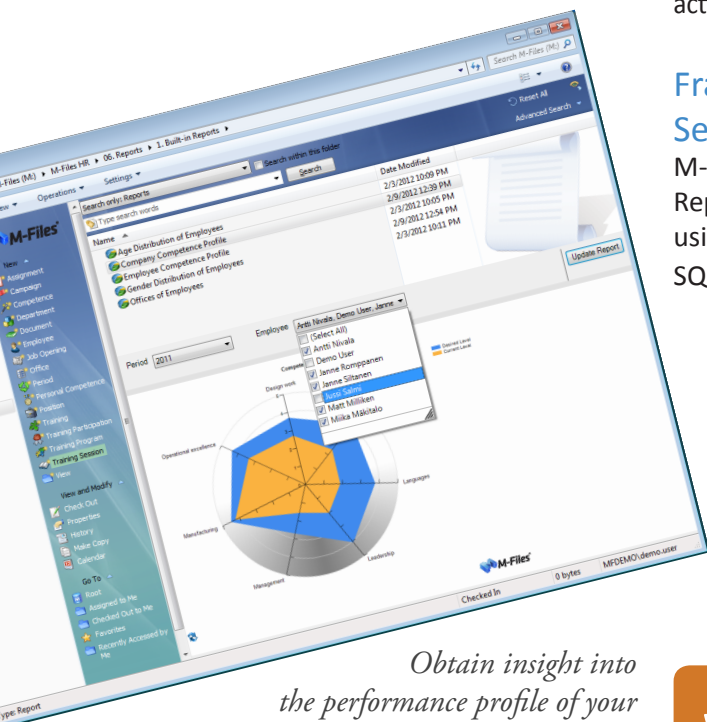 act
Fra
Se
M-
Rep
usi
SQ
Search M-Files (M:)
M-Files (M:) ▸ M-Files HR ▸ 06. Reports ▸ 1. Built-in Reports ▸
Operations
Settings
Reset All
Advanced Search
Search only: Reports
Search within this folder
Type search words
Search
Name
Date Modified
Age Distribution of Employees 2/3/2012 10:09 PM
Company Competence Profile 2/9/2012 12:39 PM
Employee Competence Profile 2/3/2012 10:05 PM
Gender Distribution of Employees 2/9/2012 12:54 PM
Offices of Employees 2/3/2012 10:11 PM
Update Report
M-Files
New
Assignment
Campaign
Competence
Department
Document
Employee
Job Opening
Office
Period
Personal Competence
Position
Training
Training Participation
Training Program
Training Session
View
View and Modify
Check Out
Properties
History
Make Copy
Calendar
Go To
Root
Assigned to Me
Checked Out to Me
Favorites
Recently Accessed by
Me
Period 2011
Employee Antti Nivala, Demo User, Janne
(Select All)
Antti Nivala
Demo User
Janne Romppanen
Janne Siltanen
Jussi Salmi
Matt Milliken
Miika Mäkitalo
Desired Level
Current Level
Design work
Operational excellence
Languages
Manufacturing
Leadership
Management
M-Files
Type: Report
Checked In
0 bytes
MFDEMO\demo.user
Obtain insight into
the performance profile of your